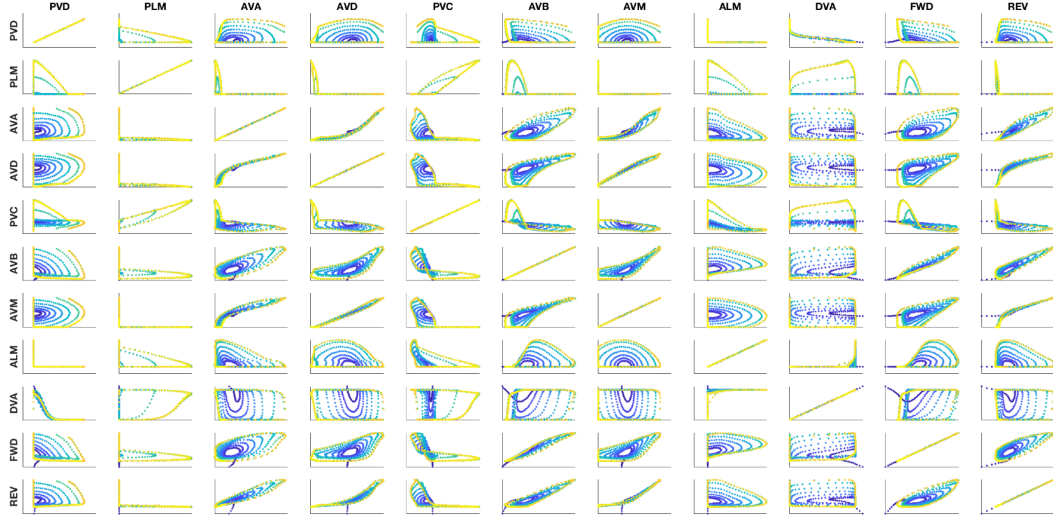 PVD PLM AVA AVD PVC AVB AVM ALM DVA FWD REV
PVD
PLM
AVA
AVD
PVC
AVB
AVM
ALM
DVA
FWD
REV